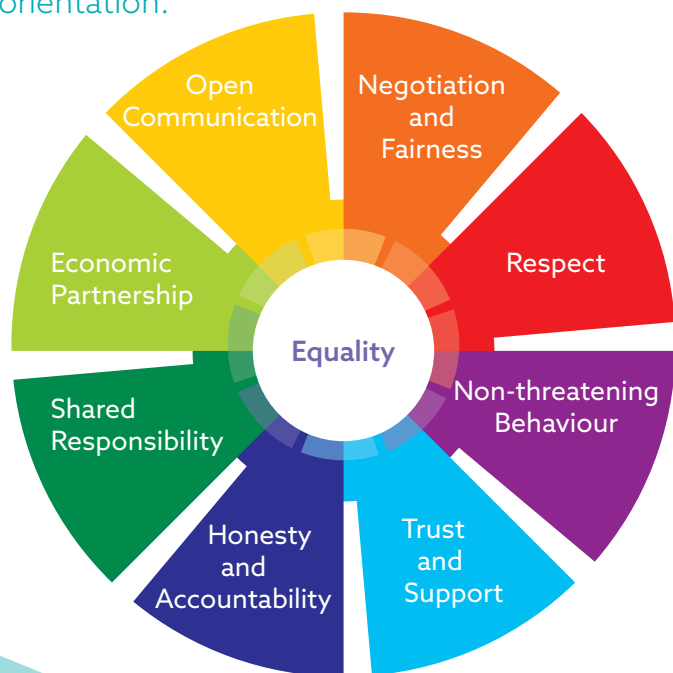 orientation.
Open
Communication
Negotiation
and
Fairness
Respect
Non-threatening
Behaviour
Trust
and
Support
Honesty
and
Accountability
Shared
Responsibility
Economic
Partnership
Equality